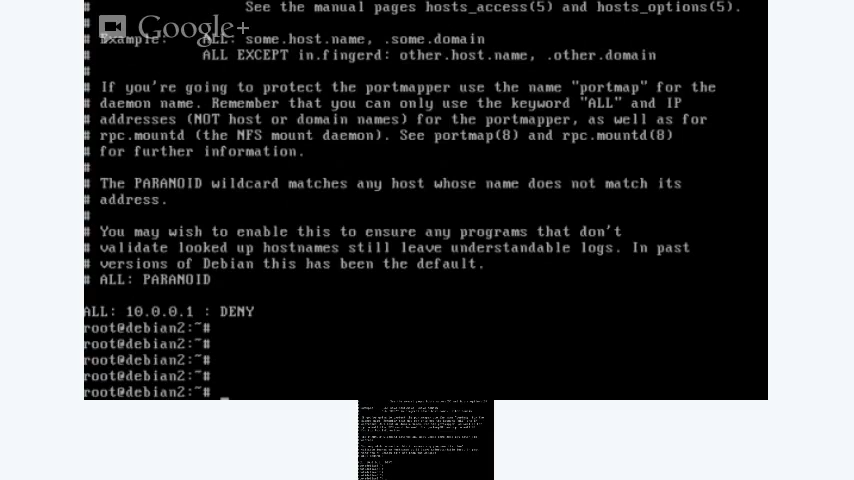 #                  See the manual pages hosts_access(5) and hosts_options(5).
#
Google+
# Example:    ALL: some.host.name, .some.domain
#             ALL EXCEPT in.fingerd: other.host.name, .other.domain
#
# If you're going to protect the portmapper use the name "portmap" for the
# daemon name. Remember that you can only use the keyword "ALL" and IP
# addresses (NOT host or domain names) for the portmapper, as well as for
# rpc.mountd (the NFS mount daemon). See portmap(8) and rpc.mountd(8)
# for further information.
#
# The PARANOID wildcard matches any host whose name does not match its
# address.
#
# You may wish to enable this to ensure any programs that don't
# validate looked up hostnames still leave understandable logs. In past
# versions of Debian this has been the default.
# ALL: PARANOID
ALL: 10.0.0.1 : DENY
root@debian2:~#
root@debian2:~#
root@debian2:~#
root@debian2:~#
root@debian2:~# _